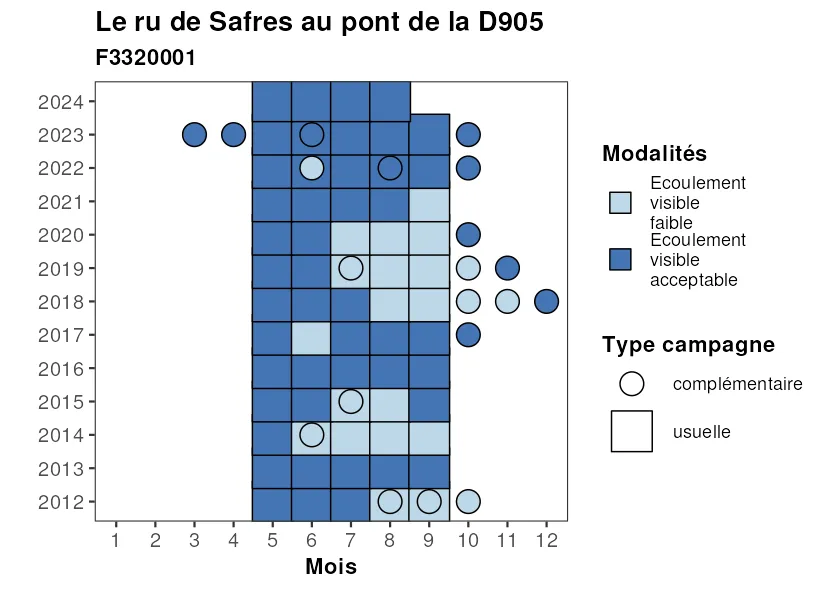 Le ru de Safres au pont de la D905
F3320001
2024
2023
2022
2021
2020
2019
2018
2017
2016
2015
2014
2013
2012
1 2 3 4 5 6 7 8 9 10 11 12
Mois
Modalités
Ecoulement
visible
faible
Ecoulement
visible
acceptable
Type campagne
complémentaire
usuelle